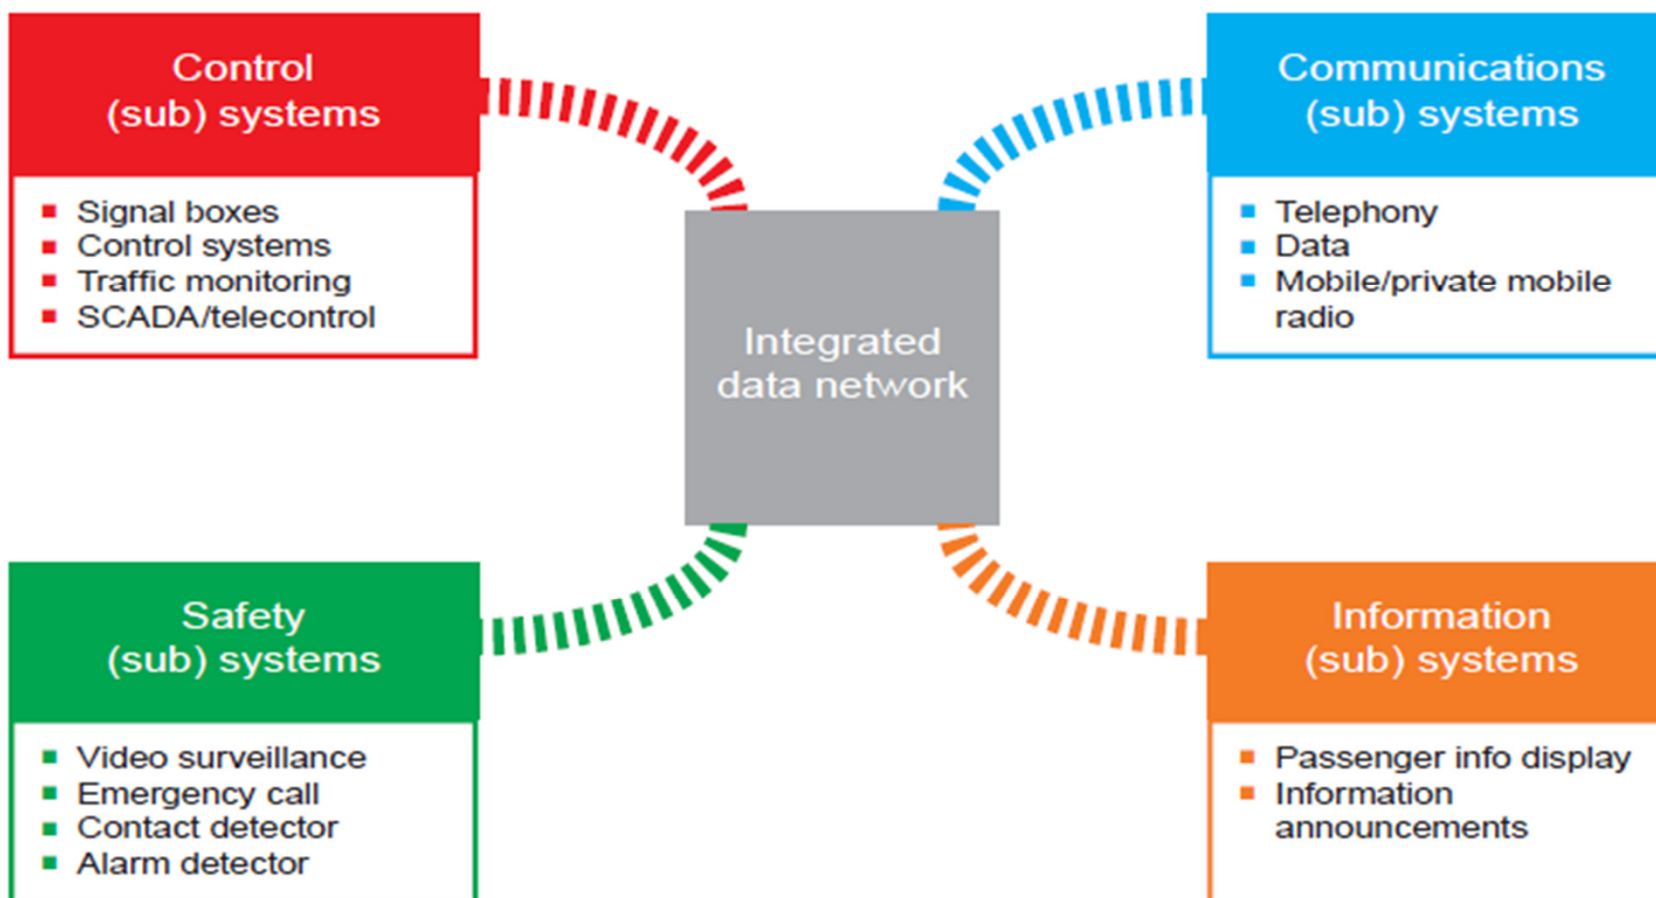 Control
(sub) systems
Signal boxes
Control systems
Traffic monitoring
SCADA/telecontrol
Communications
(sub) systems
Telephony
Data
Mobile/private mobile
radio
Integrated
data network
Safety
(sub) systems
Video surveillance
Emergency call
Contact detector
Alarm detector
Information
(sub) systems
Passenger info display
Information
announcements